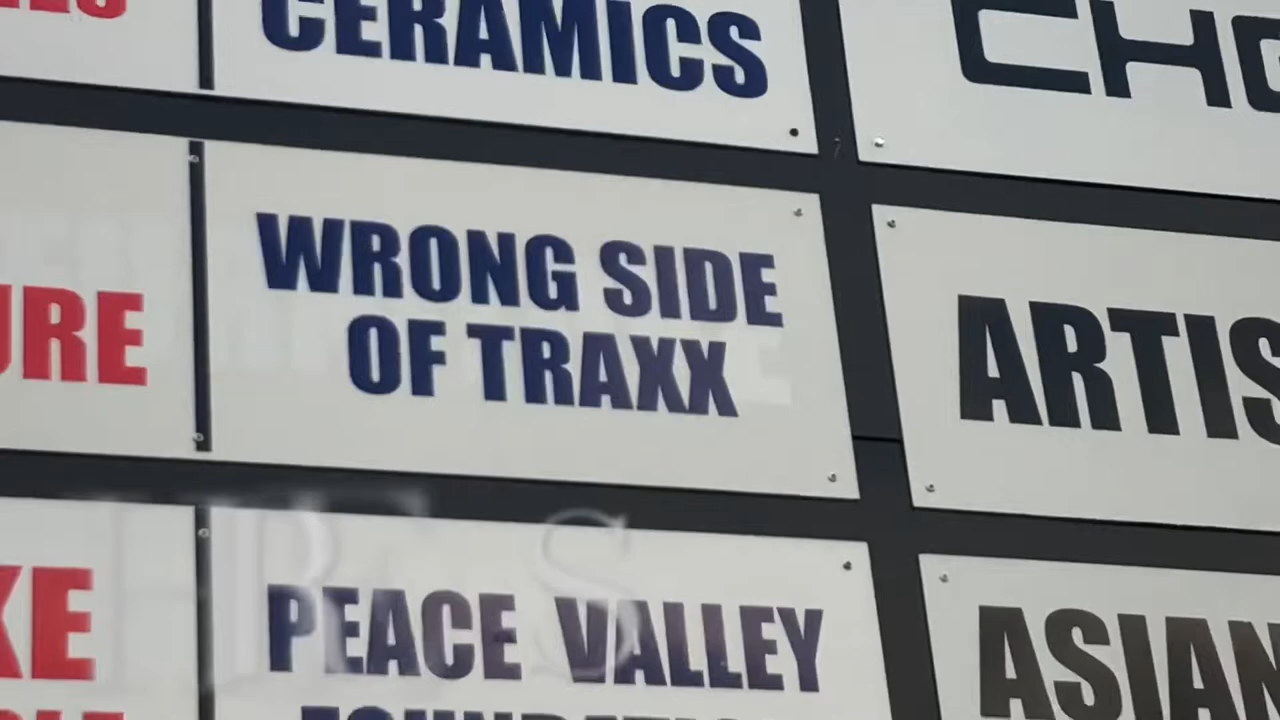 CERAMICS
WRONG SIDE
OF TRAXX
URE
ARTIS
KE
PEACE VALLEY
ASIAN